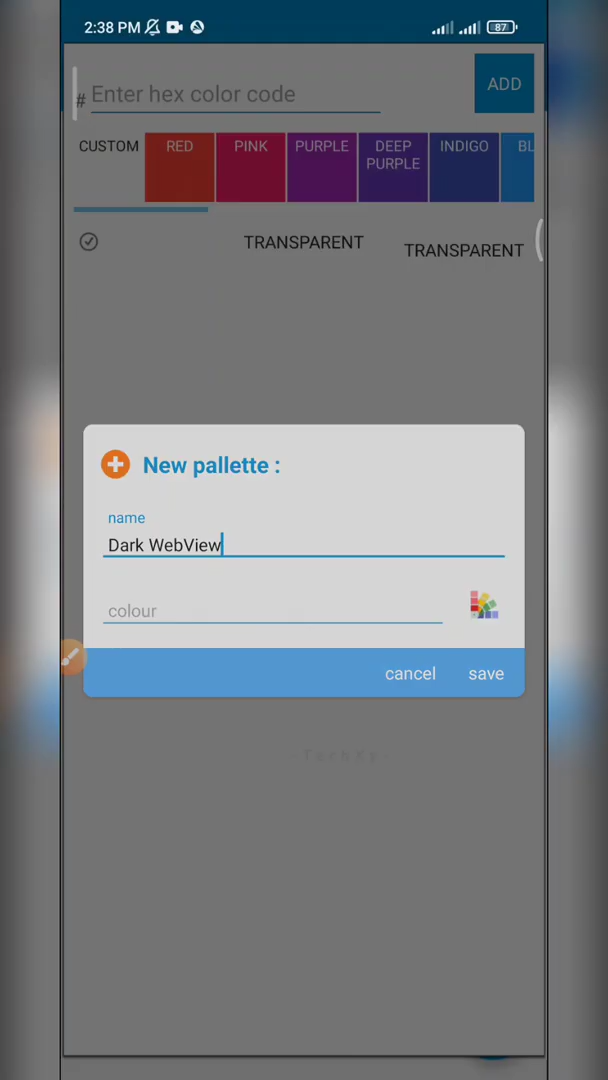 2:38 PM 87
# Enter hex color code
ADD
CUSTOM RED PINK PURPLE DEEP PURPLE INDIGO BL
TRANSPARENT
TRANSPARENT
New pallette :
name
Dark WebView
colour
cancel save
- T e c h X p -